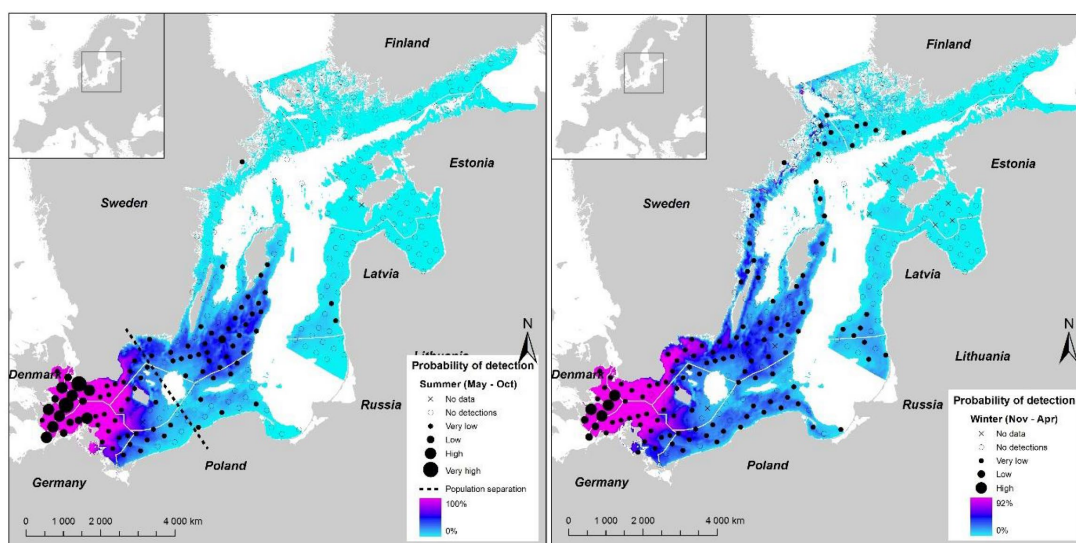 Finland
Sweden
Estonia
Latvia
Lithuania
Denmark
Russia
Poland
Germany
N
Probability of detection
Summer (May - Oct)
No data
No detections
Very low
Low
High
Very high
Population separation
100%
0%
0 1 000 2 000 4 000 km
Finland
Sweden
Estonia
Latvia
Lithuania
Denmark
Russia
Poland
Germany
N
Probability of detection
Winter (Nov - Apr)
No data
No detections
Very low
Low
High
92%
0%
0 1 000 2 000 4 000 km